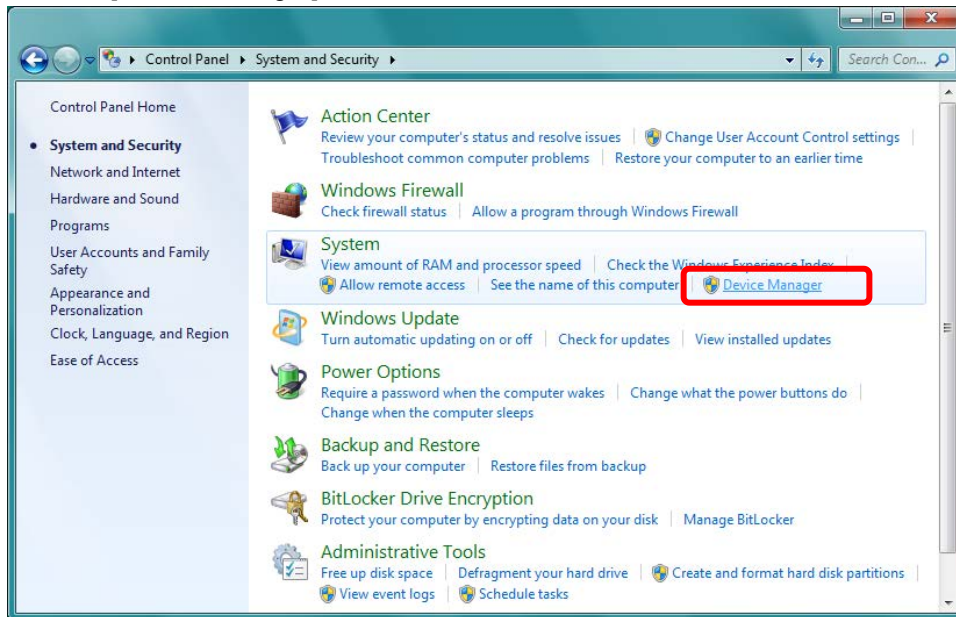 Control Panel ▸ System and Security ▸
Search Con...
Control Panel Home
System and Security
Network and Internet
Hardware and Sound
Programs
User Accounts and Family
Safety
Appearance and
Personalization
Clock, Language, and Region
Ease of Access
Action Center
Review your computer's status and resolve issues | Change User Account Control settings
Troubleshoot common computer problems | Restore your computer to an earlier time
Windows Firewall
Check firewall status | Allow a program through Windows Firewall
System
View amount of RAM and processor speed | Check the Windows Experience Index
Allow remote access | See the name of this computer | Device Manager
Windows Update
Turn automatic updating on or off | Check for updates | View installed updates
Power Options
Require a password when the computer wakes | Change what the power buttons do
Change when the computer sleeps
Backup and Restore
Back up your computer | Restore files from backup
BitLocker Drive Encryption
Protect your computer by encrypting data on your disk | Manage BitLocker
Administrative Tools
Free up disk space | Defragment your hard drive | Create and format hard disk partitions
View event logs | Schedule tasks